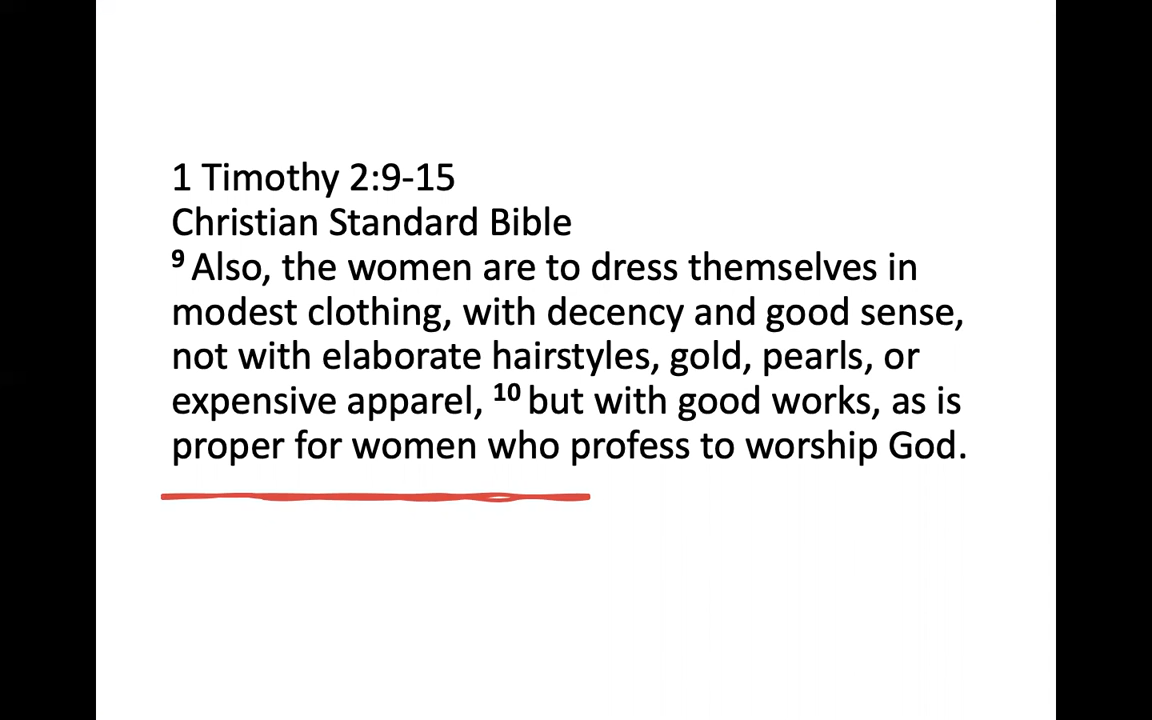 1 Timothy 2:9-15
Christian Standard Bible
9 Also, the women are to dress themselves in
modest clothing, with decency and good sense,
not with elaborate hairstyles, gold, pearls, or
expensive apparel, 10 but with good works, as is
proper for women who profess to worship God.